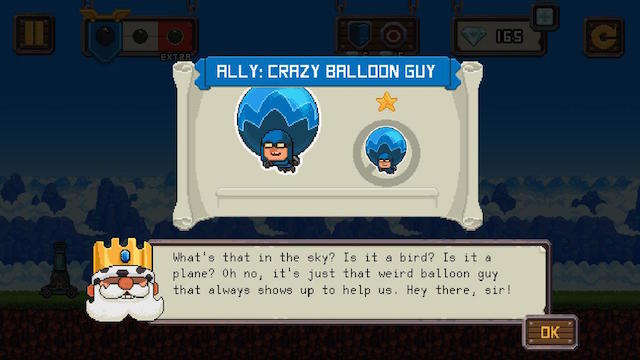 165
EXTRA
ALLY: CRAZY BALLOON GUY
What's that in the sky? Is it a bird? Is it a
plane? Oh no, it's just that weird balloon guy
that always shows up to help us. Hey there, sir!
OK